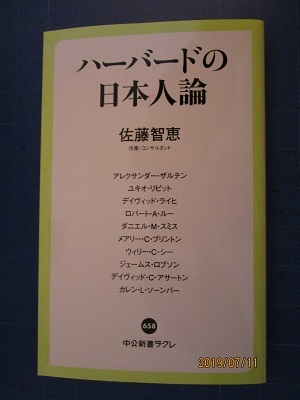 ハーバードの
日本人論
佐藤智恵
作家・コンサルタント
アレクサンダー・ザルテン
ユキオ・リピット
デイヴィッド・ライヒ
ロバート・A・ルー
ダニエル・M・スミス
メアリー・C・ブリントン
ウィリー・C・シー
ジェームス・ロブソン
デイヴィッド・C・アサートン
カレン・L・ソーンバー
658
中公新書ラクレ
2019/07/11